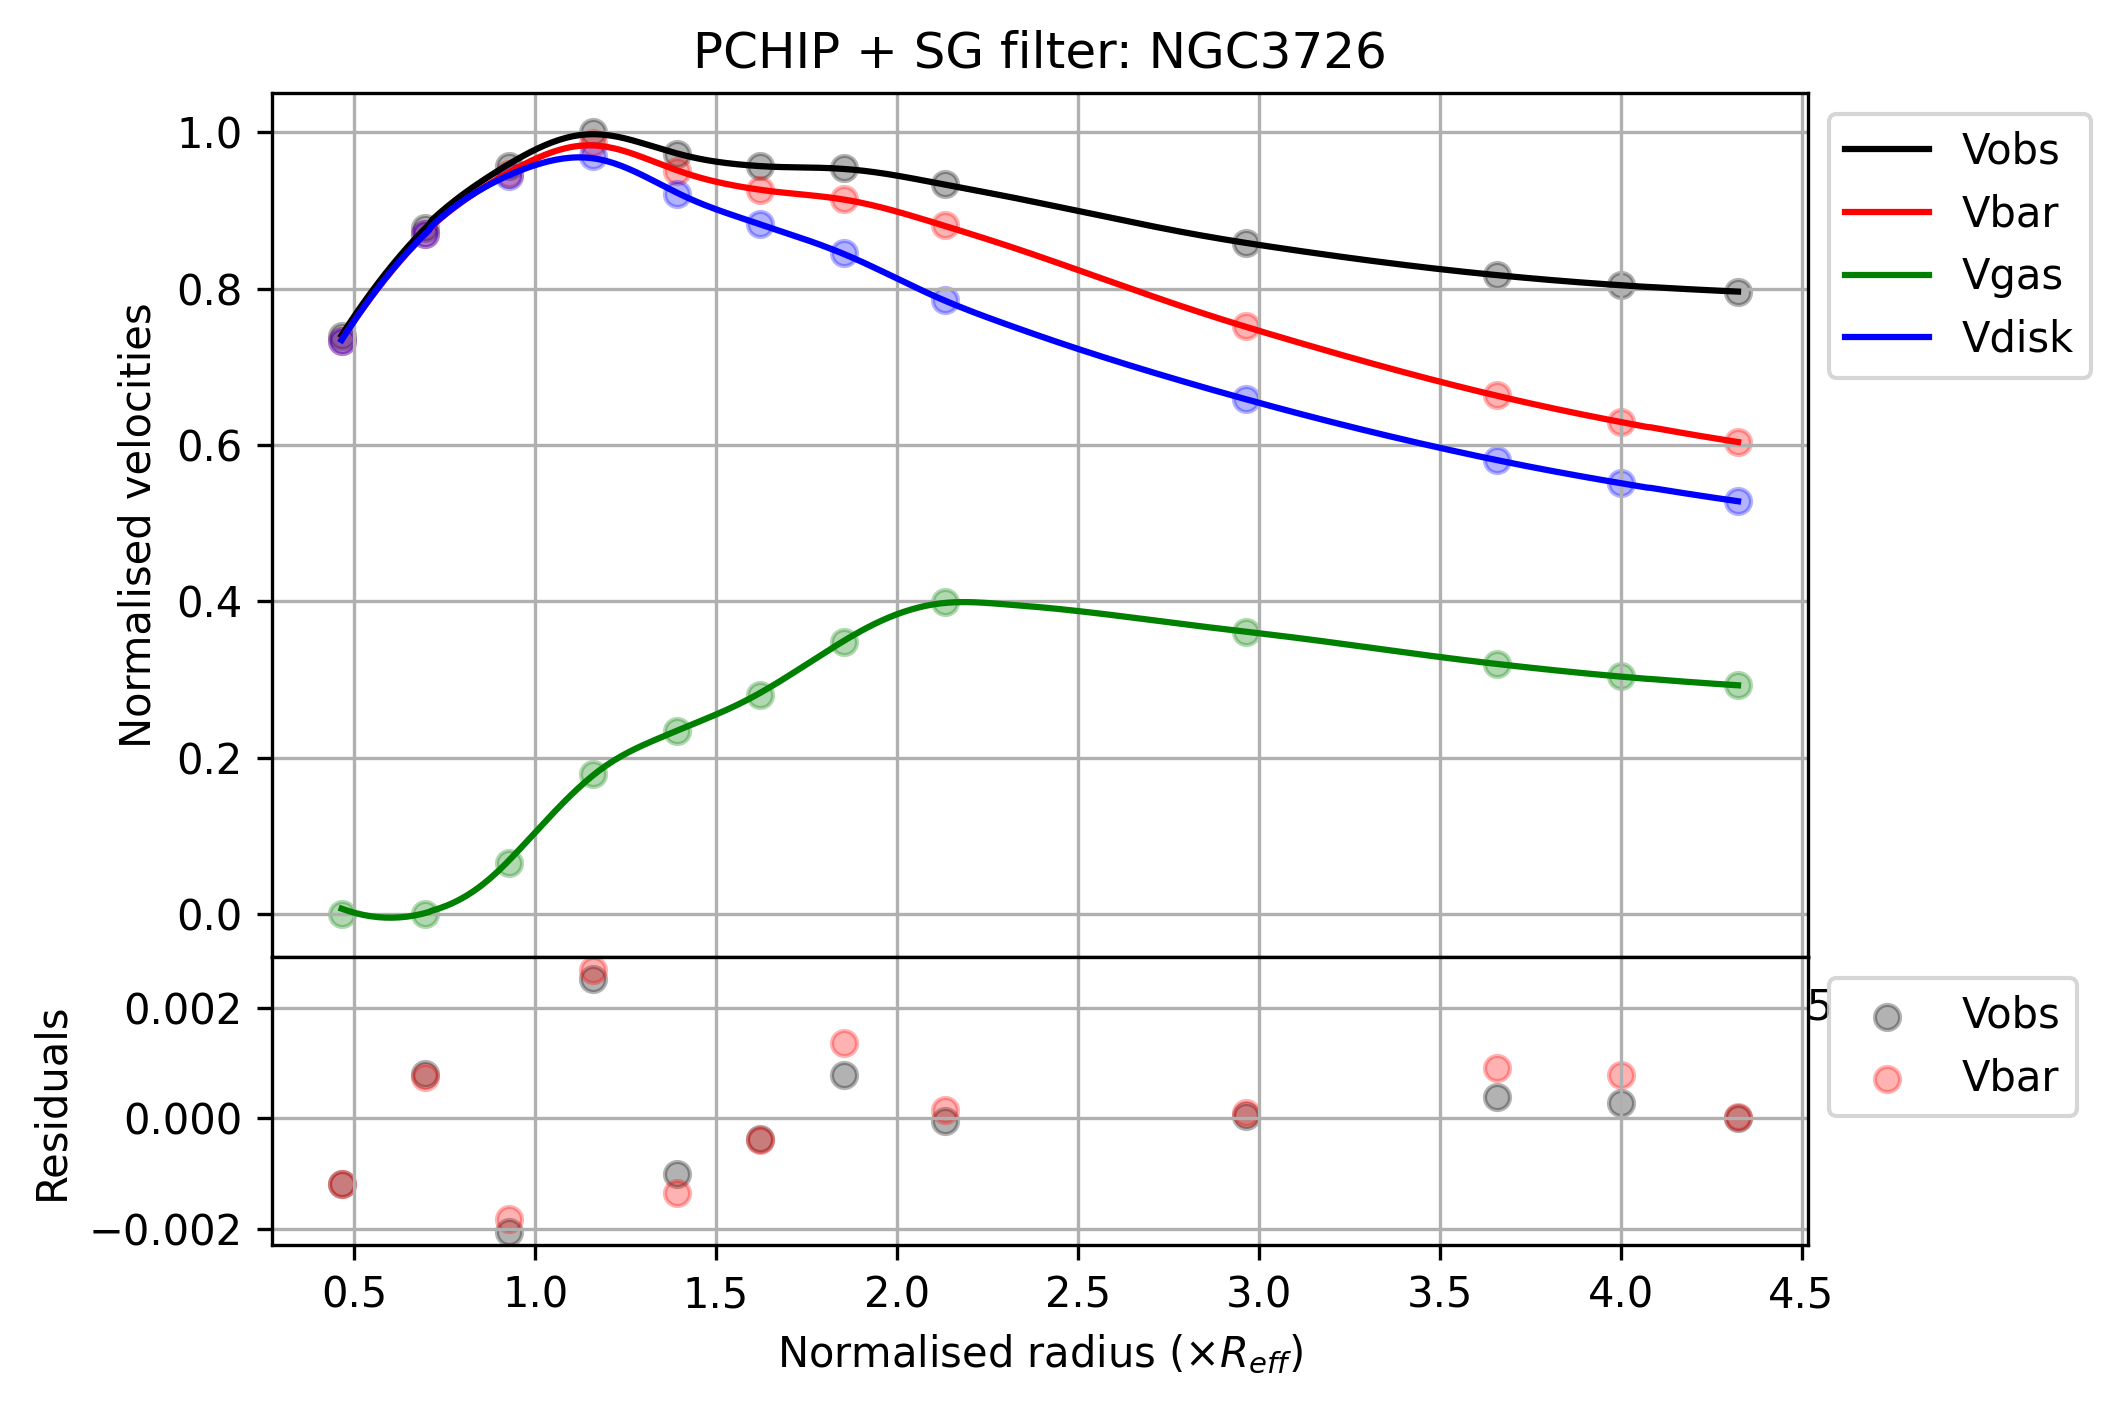 PCHIP + SG filter: NGC3726
Normalised velocities
1.0
0.8
0.6
0.4
0.2
0.0
Vobs
Vbar
Vgas
Vdisk
Residuals
0.002
0.000
−0.002
5
Vobs
Vbar
0.5 1.0 1.5 2.0 2.5 3.0 3.5 4.0 4.5
Normalised radius (×R_eff)